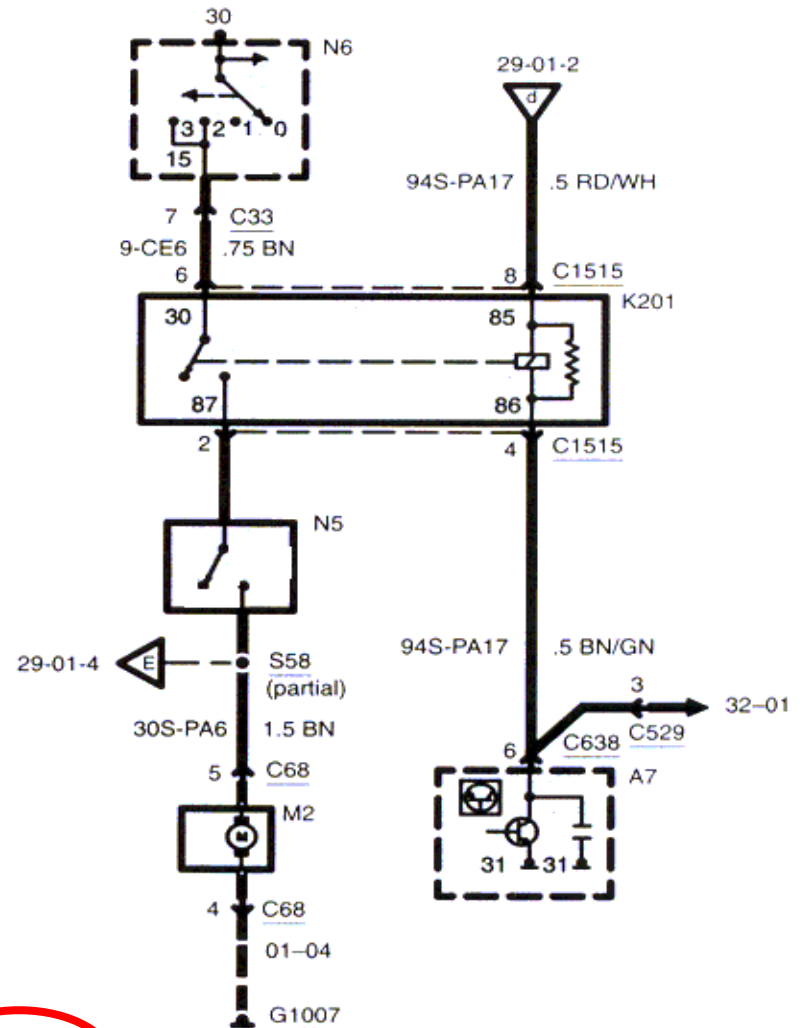 30
N6
29-01-2
d
3 2 1 0
15
94S-PA17 .5 RD/WH
7 C33
9-CE6 .75 BN
6 8 C1515
K201
30 85
87 86
2 4 C1515
N5
94S-PA17 .5 BN/GN
29-01-4 E S58
(partial)
3
32-01
30S-PA6 1.5 BN
6 C638 C529
5 C68
A7
M2
M
31 31
4 C68
01-04
G1007